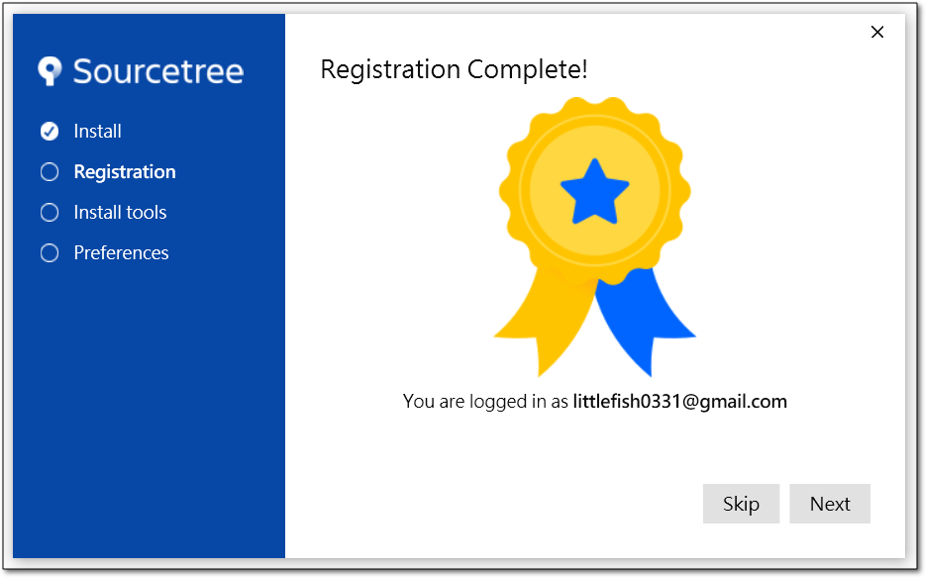 Sourcetree
Install
Registration
Install tools
Preferences
Registration Complete!
You are logged in as littlefish0331@gmail.com
Skip
Next